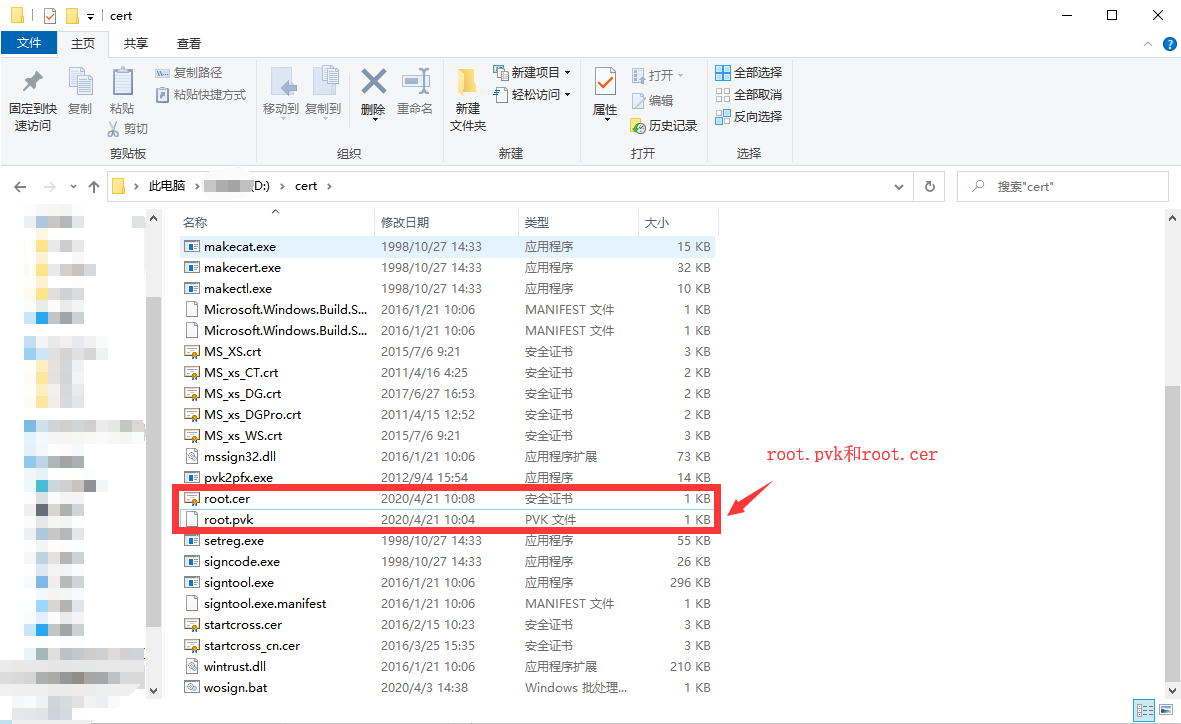 cert
文件 主页 共享 查看
固定到快速访问 复制 粘贴 复制路径 粘贴快捷方式 剪切
剪贴板
移动到 复制到 删除 重命名
组织
新建文件夹 新建项目 轻松访问
新建
属性 打开 编辑 历史记录
打开
全部选择 全部取消 反向选择
选择
此电脑 (D:) cert 搜索"cert"
名称 修改日期 类型 大小
makecat.exe 1998/10/27 14:33 应用程序 15 KB
makecert.exe 1998/10/27 14:33 应用程序 32 KB
makectl.exe 1998/10/27 14:33 应用程序 10 KB
Microsoft.Windows.Build.S... 2016/1/21 10:06 MANIFEST 文件 1 KB
Microsoft.Windows.Build.S... 2016/1/21 10:06 MANIFEST 文件 1 KB
MS_XS.crt 2015/7/6 9:21 安全证书 3 KB
MS_xs_CT.crt 2011/4/16 4:25 安全证书 2 KB
MS_xs_DG.crt 2017/6/27 16:53 安全证书 2 KB
MS_xs_DGPro.crt 2011/4/15 12:52 安全证书 2 KB
MS_xs_WS.crt 2015/7/6 9:21 安全证书 3 KB
mssign32.dll 2016/1/21 10:06 应用程序扩展 73 KB
pvk2pfx.exe 2012/9/4 15:54 应用程序 14 KB
root.pvk和root.cer
root.cer 2020/4/21 10:08 安全证书 1 KB
root.pvk 2020/4/21 10:04 PVK 文件 1 KB
setreg.exe 1998/10/27 14:33 应用程序 55 KB
signcode.exe 1998/10/27 14:33 应用程序 26 KB
signtool.exe 2016/1/21 10:06 应用程序 296 KB
signtool.exe.manifest 2016/1/21 10:06 MANIFEST 文件 1 KB
startcross.cer 2016/2/15 10:23 安全证书 3 KB
startcross_cn.cer 2016/3/25 15:35 安全证书 3 KB
wintrust.dll 2016/1/21 10:06 应用程序扩展 210 KB
wosign.bat 2020/4/3 14:38 Windows 批处理... 1 KB